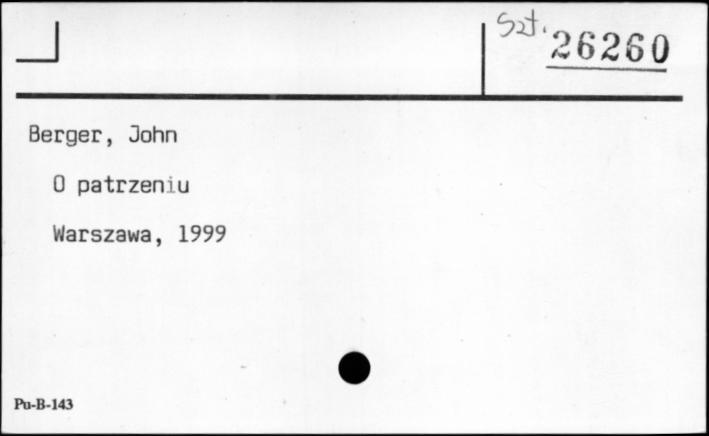 Szt. 26260
Berger, John
O patrzeniu
Warszawa, 1999
Pu-B-143